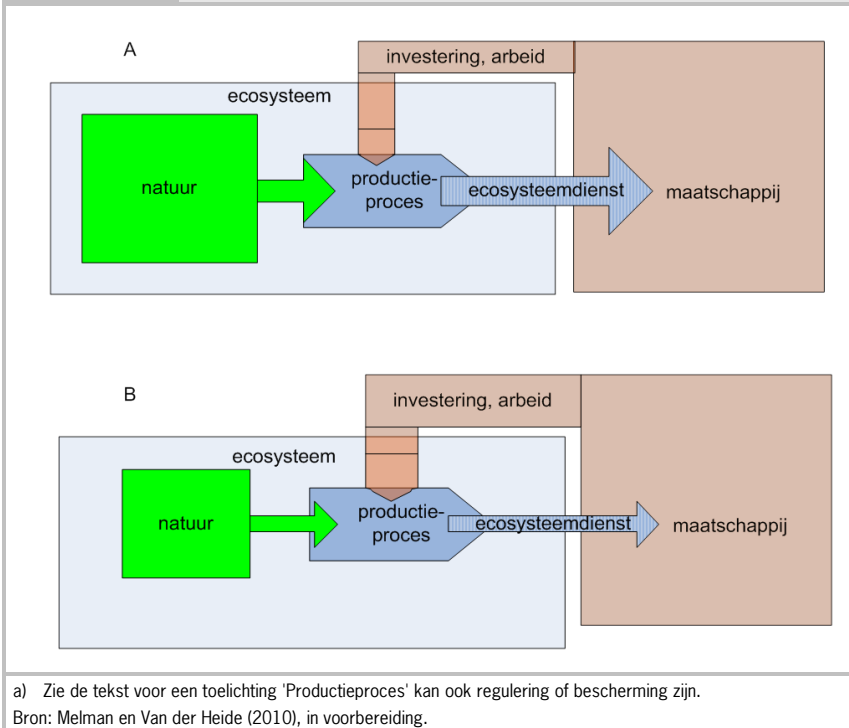 A
investering, arbeid
ecosysteem
natuur
productie-
proces
ecosysteemdienst
maatschappij
B
investering, arbeid
ecosysteem
natuur
productie-
proces
ecosysteemdienst
maatschappij
a) Zie de tekst voor een toelichting 'Productieproces' kan ook regulering of bescherming zijn.
Bron: Melman en Van der Heide (2010), in voorbereiding.